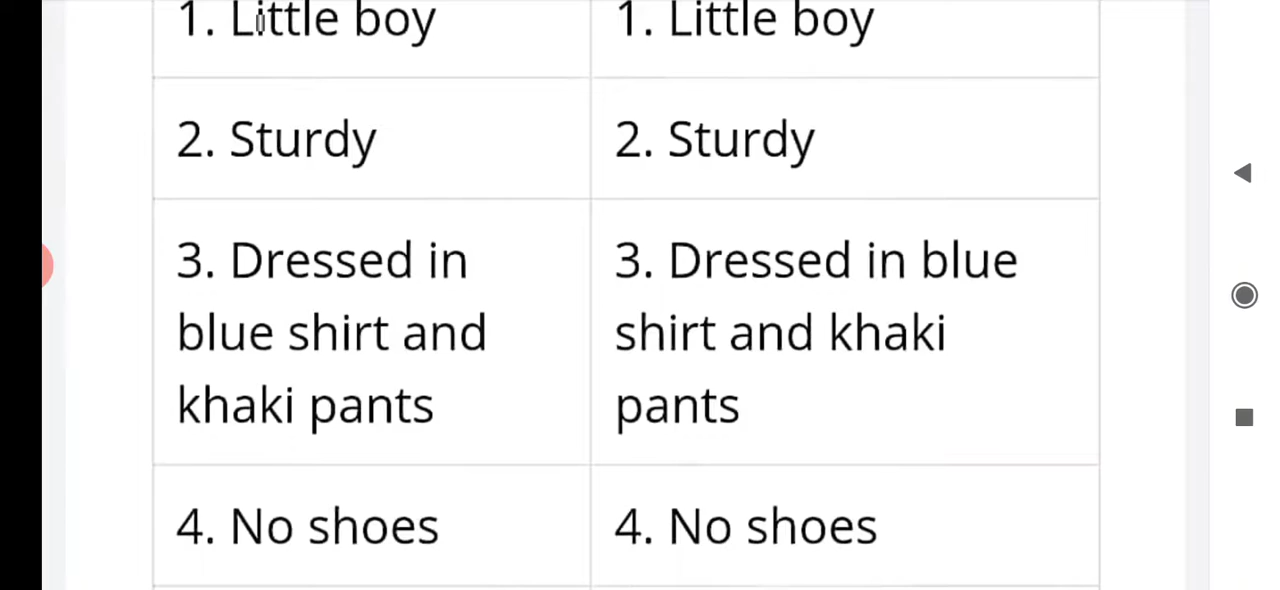 1. Little boy
1. Little boy
2. Sturdy
2. Sturdy
3. Dressed in
blue shirt and
khaki pants
3. Dressed in blue
shirt and khaki
pants
4. No shoes
4. No shoes